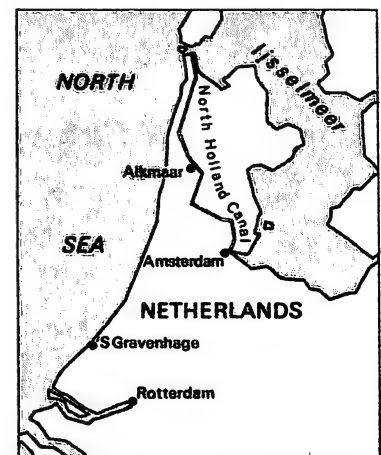 NORTH
Ijsselmeer
North Holland Canal
Alkmaar
SEA
Amsterdam
NETHERLANDS
'S Gravenhage
Rotterdam